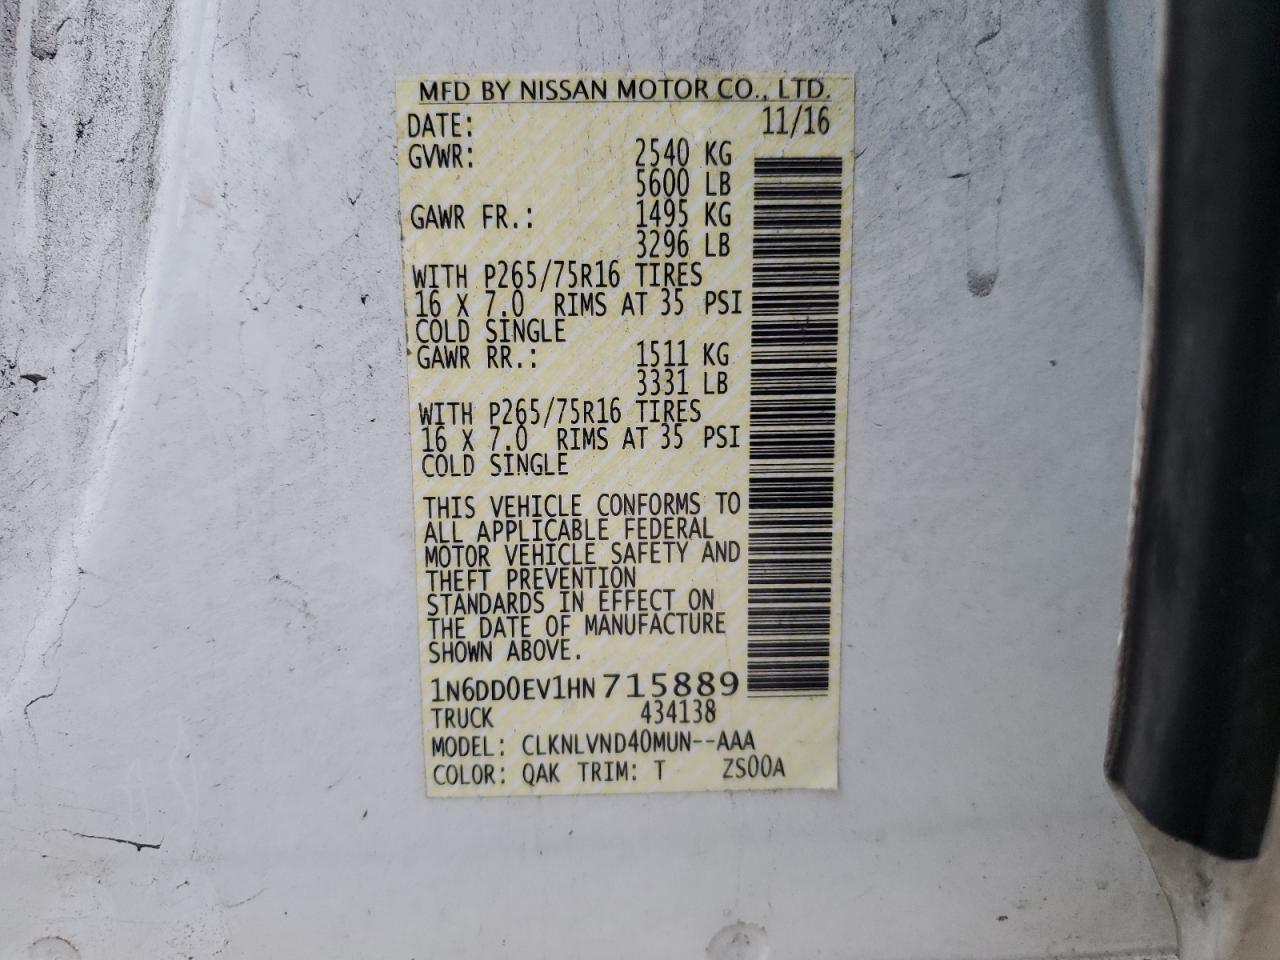 MFD BY NISSAN MOTOR CO., LTD.
DATE: 11/16
GVWR: 2540 KG
5600 LB
GAWR FR.: 1495 KG
3296 LB
WITH P265/75R16 TIRES
16 X 7.0 RIMS AT 35 PSI
COLD SINGLE
GAWR RR.: 1511 KG
3331 LB
WITH P265/75R16 TIRES
16 X 7.0 RIMS AT 35 PSI
COLD SINGLE
THIS VEHICLE CONFORMS TO
ALL APPLICABLE FEDERAL
MOTOR VEHICLE SAFETY AND
THEFT PREVENTION
STANDARDS IN EFFECT ON
THE DATE OF MANUFACTURE
SHOWN ABOVE.
1N6DD0EV1HN715889
TRUCK 434138
MODEL: CLKNLVND40MUN--AAA
COLOR: QAK TRIM: T ZS00A